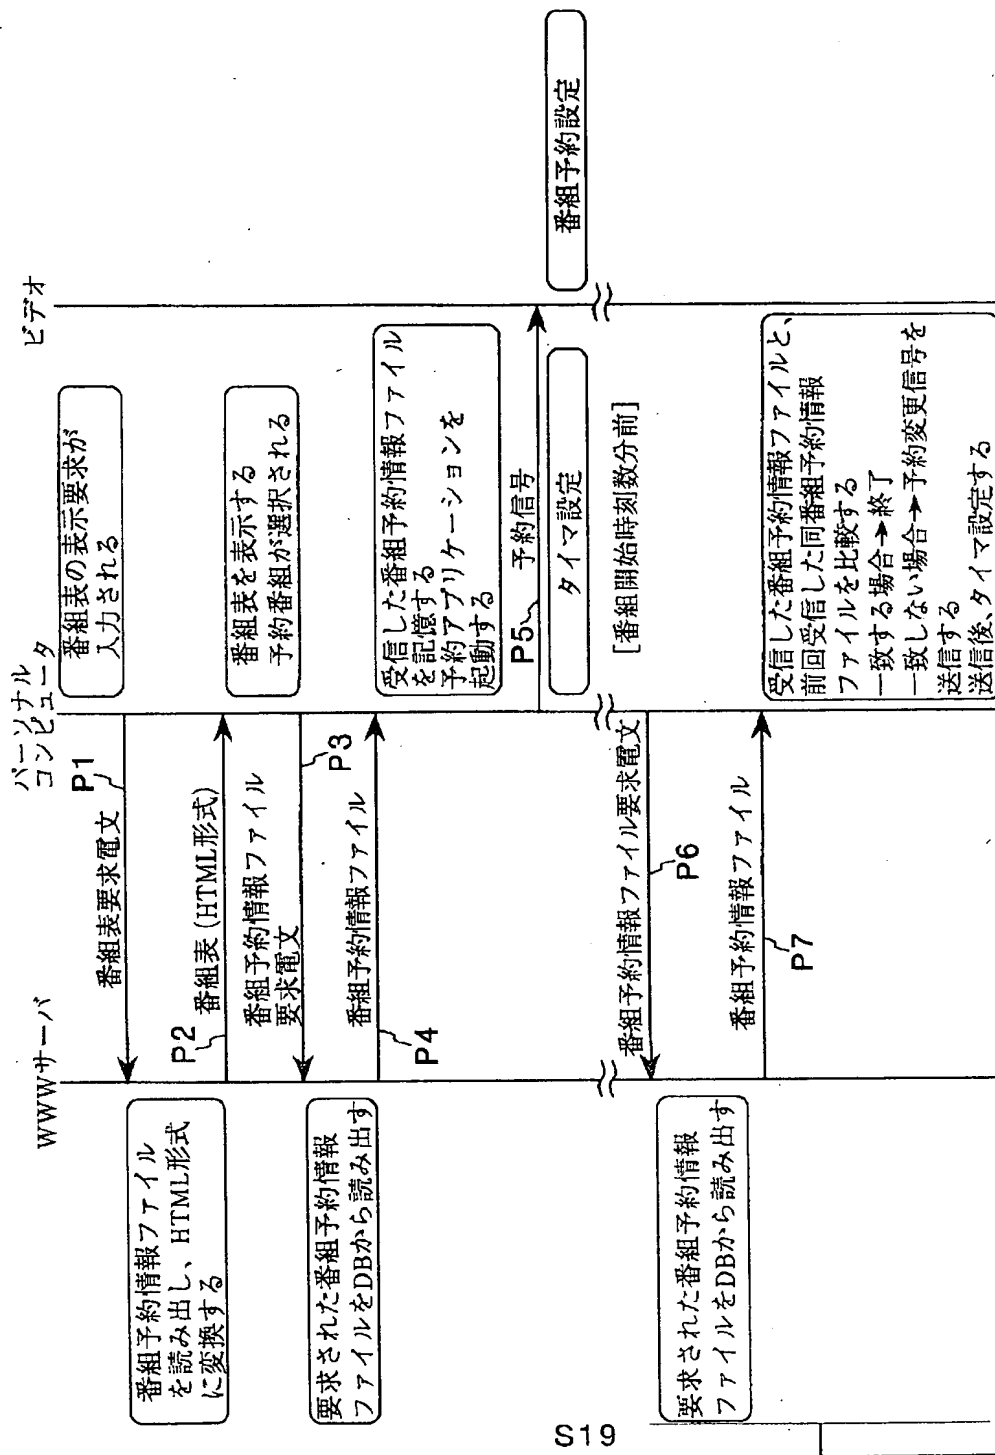 WWWサーバ
パーソナル
コンピュータ
ビデオ
番組表の表示要求が
入力される
P1
番組表要求電文
番組予約情報ファイル
を読み出し、HTML形式
に変換する
P2
番組表(HTML形式)
番組表を表示する
予約番組が選択される
番組予約情報ファイル
要求電文
P3
要求された番組予約情報
ファイルをDBから読み出す
番組予約情報ファイル
P4
受信した番組予約情報ファイル
を記憶する
予約アプリケーションを
起動する
P5
予約信号
タイマ設定
番組予約設定
[番組開始時刻数分前]
番組予約情報ファイル要求電文
P6
要求された番組予約情報
ファイルをDBから読み出す
番組予約情報ファイル
P7
受信した番組予約情報ファイルと、
前回受信した同番組予約情報
ファイルを比較する
一致する場合→終了
一致しない場合→予約変更信号を
送信する
送信後、タイマ設定する
S19